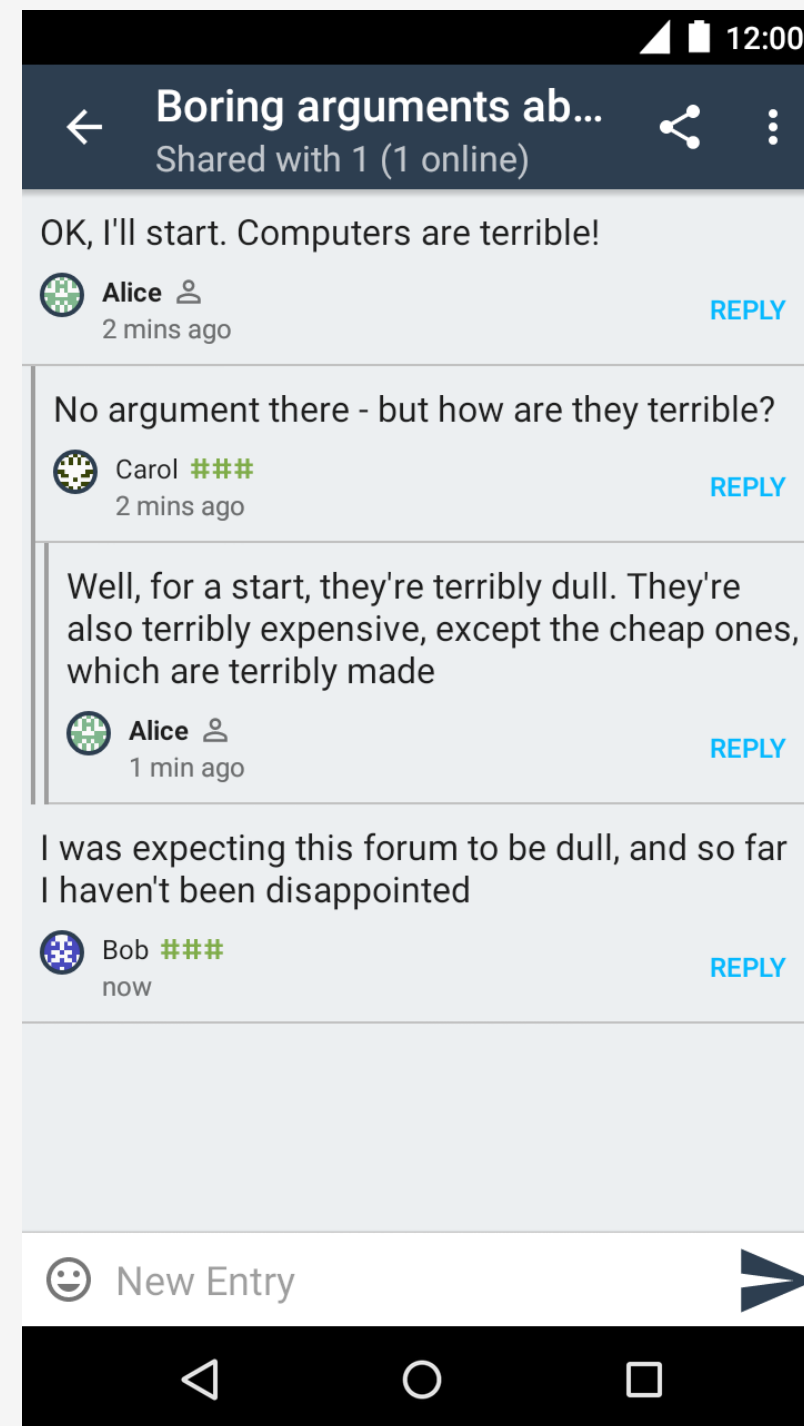 12:00
Boring arguments ab...
Shared with 1 (1 online)
OK, I'll start. Computers are terrible!
Alice
2 mins ago
REPLY
No argument there - but how are they terrible?
Carol ###
2 mins ago
REPLY
Well, for a start, they're terribly dull. They're
also terribly expensive, except the cheap ones,
which are terribly made
Alice
1 min ago
REPLY
I was expecting this forum to be dull, and so far
I haven't been disappointed
Bob ###
now
REPLY
New Entry